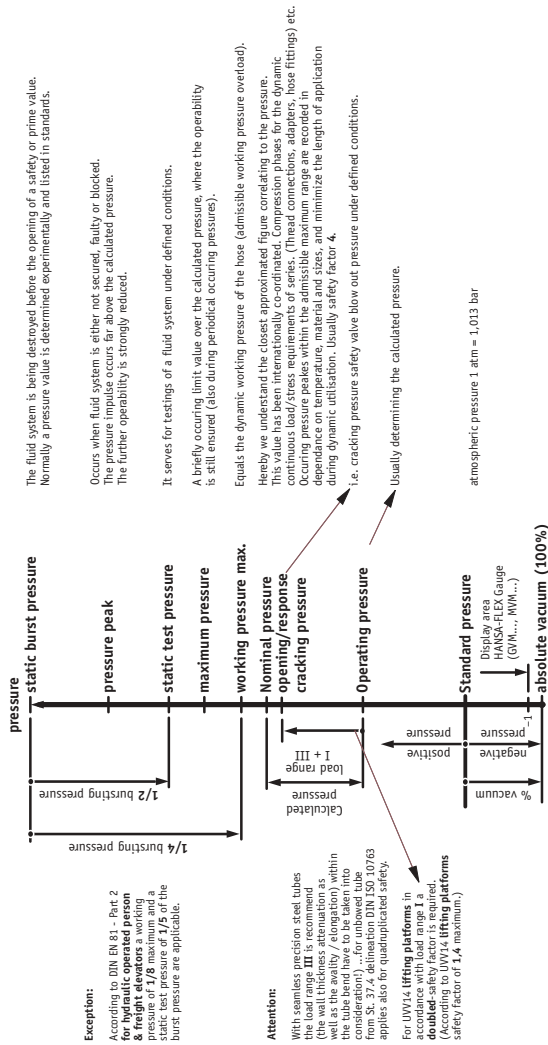 pressure
static burst pressure
pressure peak
static test pressure
maximum pressure
working pressure max.
Nominal pressure
opening/response
cracking pressure
Operating pressure
Standard pressure
Display area
HANSA-FLEX Gauge
(GVM..., MVM...)
–1
absolute vacuum (100%)
1/2 bursting pressure
1/4 bursting pressure
Calculated
pressure
load range
I + III
positive
pressure
negative
pressure
% vacuum
The fluid system is being destroyed before the opening of a safety or prime value.
Normally a pressure value is determined experimentally and listed in standards.
Occurs when fluid system is either not secured, faulty or blocked.
The pressure impulse occurs far above the calculated pressure.
The further operability is strongly reduced.
It serves for testings of a fluid system under defined conditions.
A briefly occuring limit value over the calculated pressure, where the operability
is still ensured (also during periodical occuring pressures).
Equals the dynamic working pressure of the hose (admissible working pressure overload).
Hereby we understand the closest approximated figure correlating to the pressure.
This value has been internationally co-ordinated. Compression phases for the dynamic
continuous load/stress requirements of series. (Thread connections, adapters, hose fittings) etc.
Occuring pressure peakes within the admissible maximum range are recorded in
dependance on temperature, material and sizes, and minimize the length of application
during dynamic utilisation. Usually safety factor 4.
i.e. cracking pressure safety valve blow out pressure under defined conditions.
Usually determining the calculated pressure.
atmospheric pressure 1 atm = 1,013 bar
Exception:
According to DIN EN 81 - Part 2
for hydraulic operated person
& freight elevators a working
pressure of 1/8 maximum and a
static test pressure of 1/5 of the
burst pressure are applicable.
Attention:
With seamless precision steel tubes
the load range III is recommend
(the wall thickness attenuation as
well as the avality / elongation) within
the tube bend have to be taken into
consideration!) ...for unbowed tube
from St. 37.4 delineation DIN ISO 10763
applies also for quadruplicated safety.
For UVV14 lifting platforms in
accordance with load range I a
doubled-safety factor is required.
(According to UVV14 lifting platforms
safety factor of 1,4 maximum.)